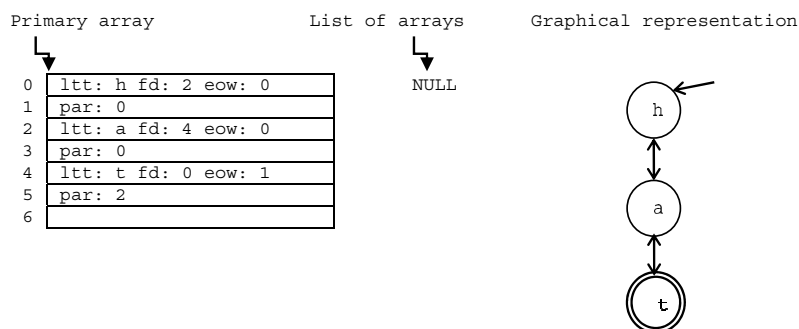 Primary array
List of arrays
Graphical representation
0 ltt: h fd: 2 eow: 0
1 par: 0
2 ltt: a fd: 4 eow: 0
3 par: 0
4 ltt: t fd: 0 eow: 1
5 par: 2
6
NULL
h
a
t